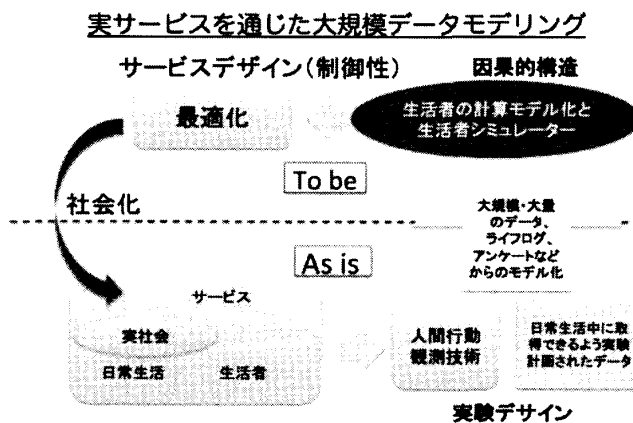 実サービスを通じた大規模データモデリング
サービスデザイン(制御性)
因果的構造
最適化
生活者の計算モデル化と
生活者シミュレーター
To be
社会化
大規模・大量
のデータ、
ライフログ、
アンケートなど
からのモデル化
As is
サービス
実社会
日常生活
生活者
人間行動
観測技術
日常生活中に取
得できるよう実験
計画されたデータ
実験デサイン